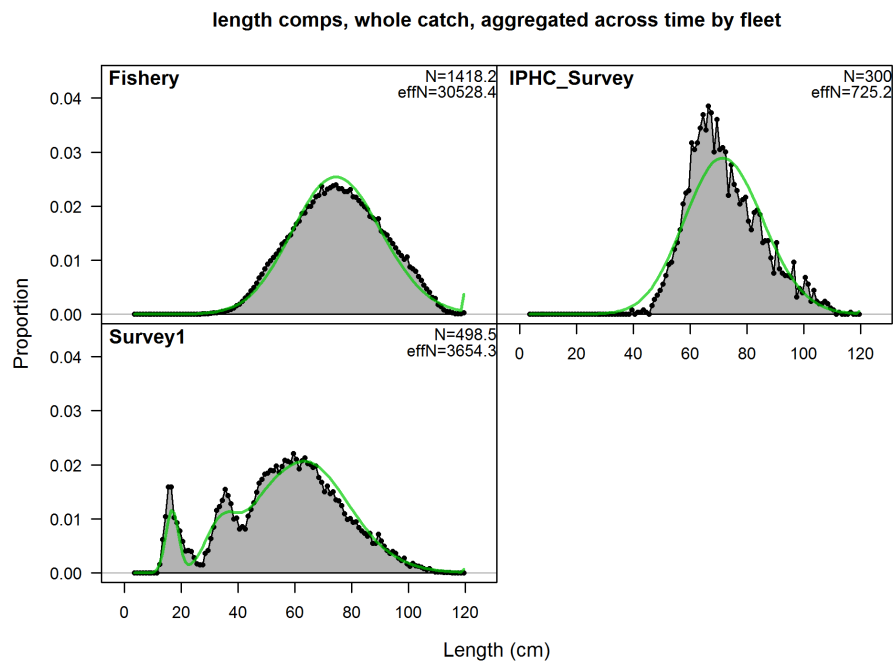 length comps, whole catch, aggregated across time by fleet
Fishery
N=1418.2
effN=30528.4
IPHC_Survey
N=300
effN=725.2
0.04
0.03
0.02
0.01
0.00
Survey1
N=498.5
effN=3654.3
0 20 40 60 80 100 120
0.04
0.03
0.02
0.01
0.00
0 20 40 60 80 100 120
Proportion
Length (cm)